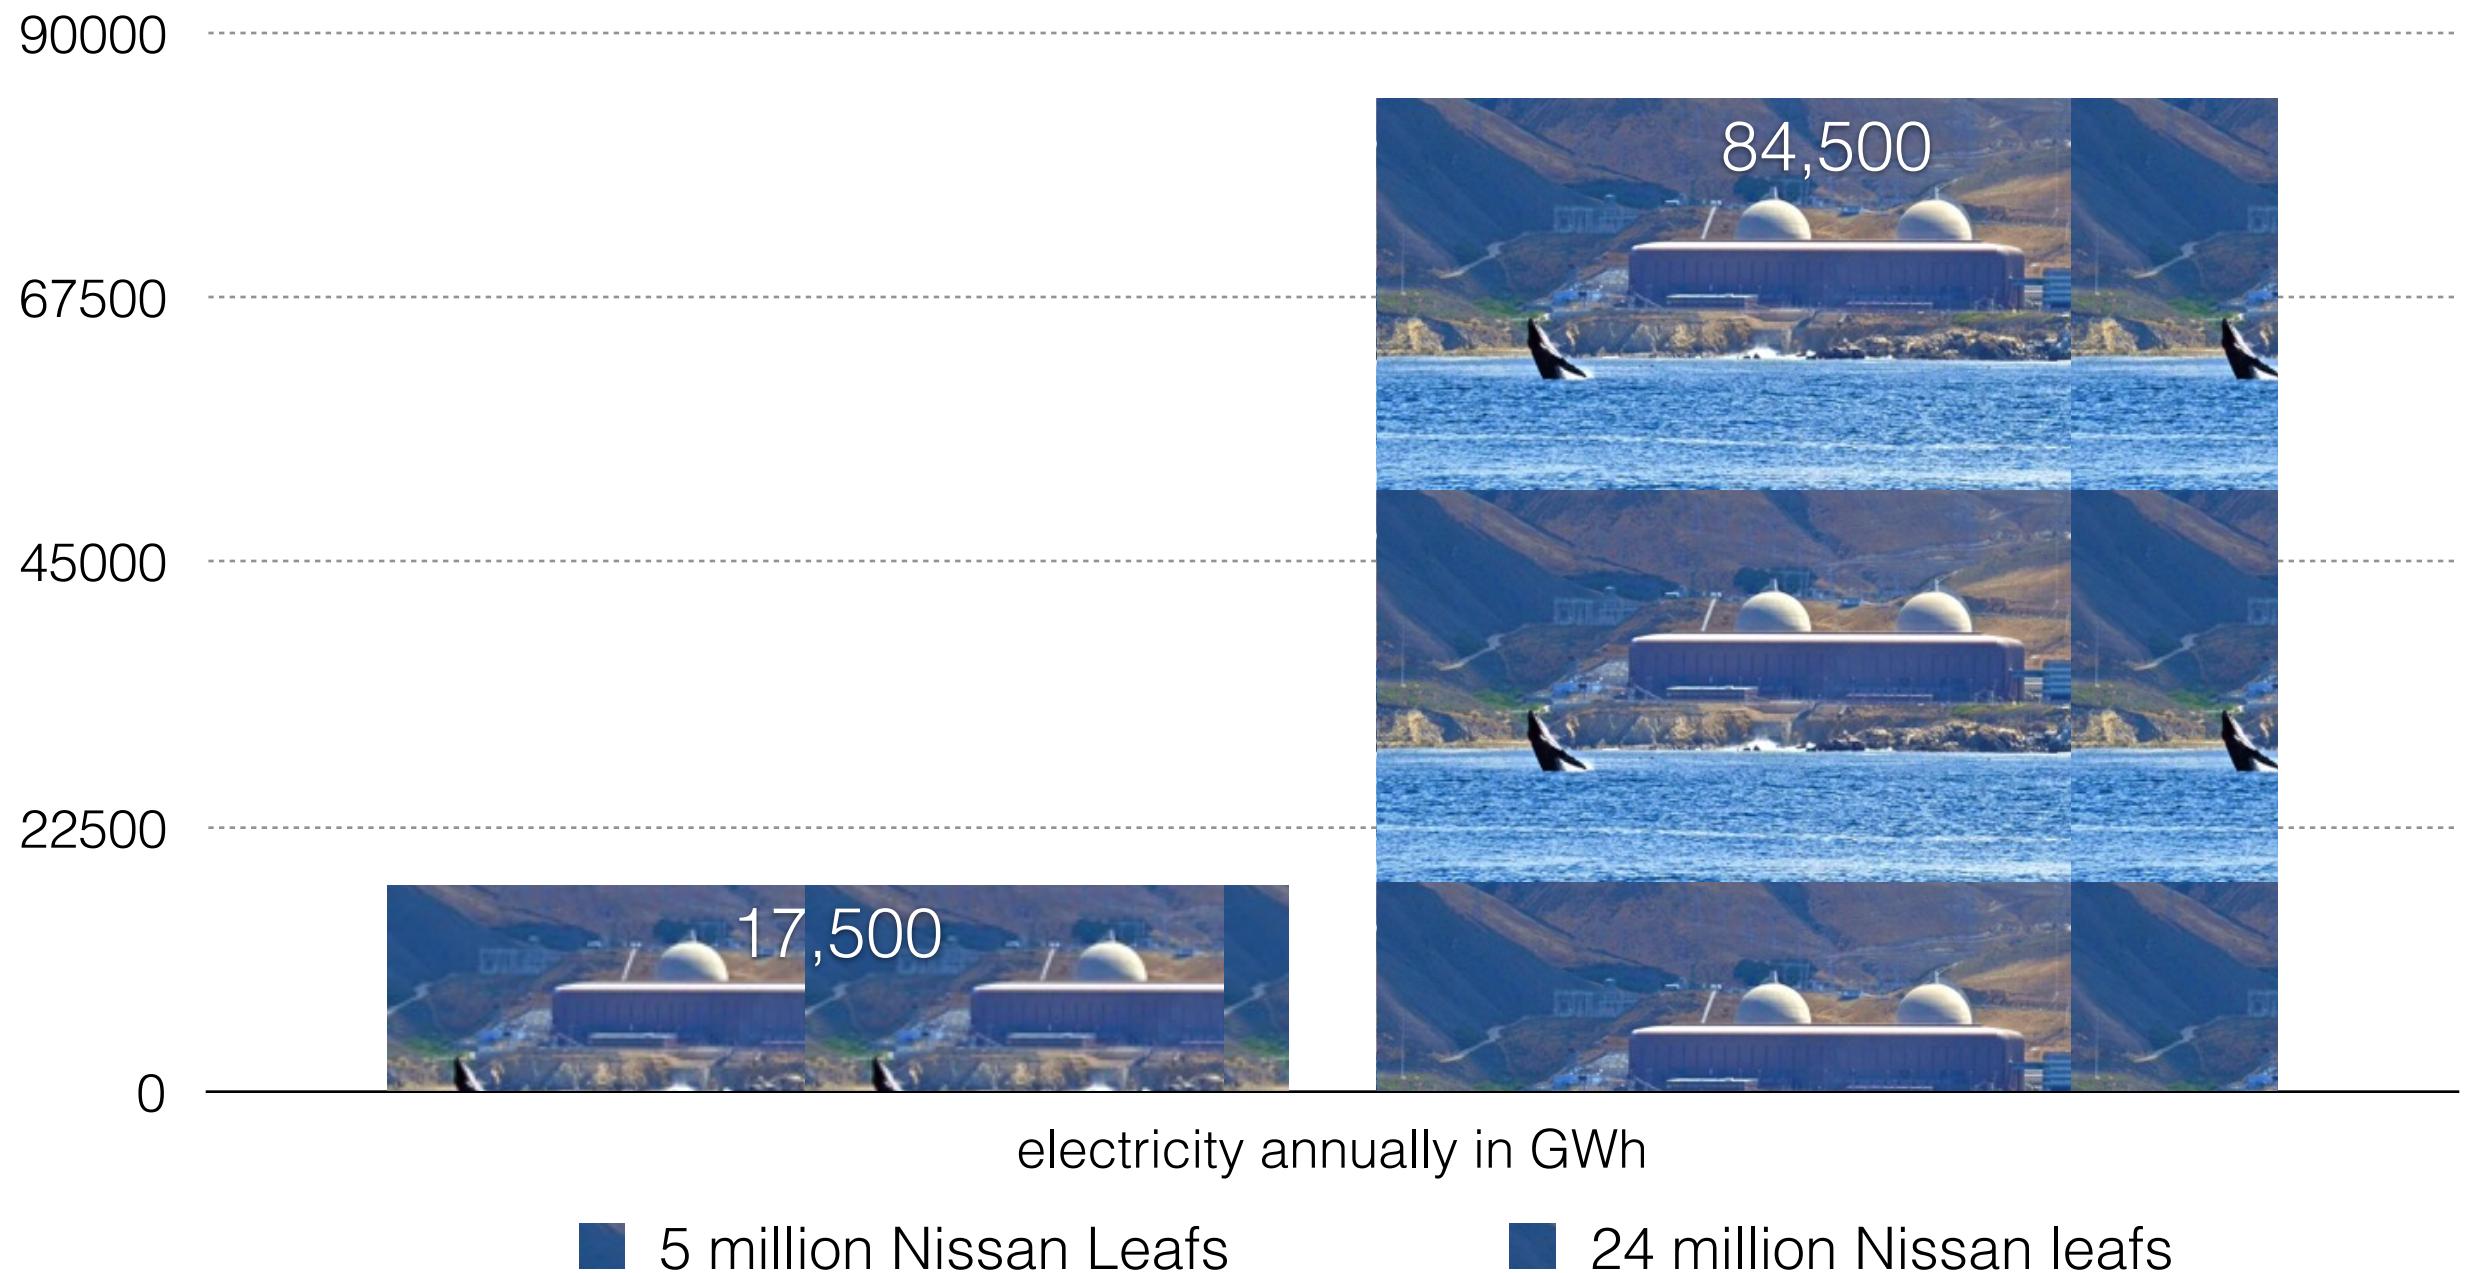 90000
84,500
67500
45000
22500
17,500
0
electricity annually in GWh
5 million Nissan Leafs
24 million Nissan leafs